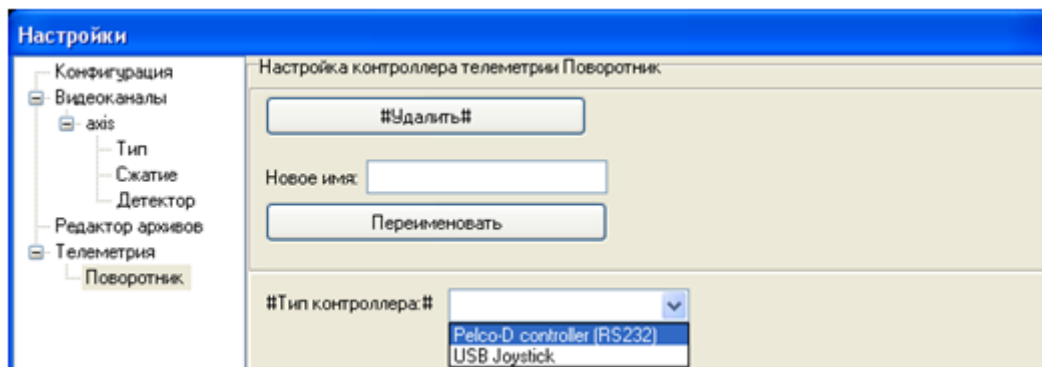 Настройки
Конфигурация
Видеоканалы
axis
Тип
Сжатие
Детектор
Редактор архивов
Телеметрия
Поворотник
Настройка контроллера телеметрии Поворотник
#Удалить#
Новое имя:
Переименовать
#Тип контроллера:#
Pelco-D controller (RS232)
USB Joystick